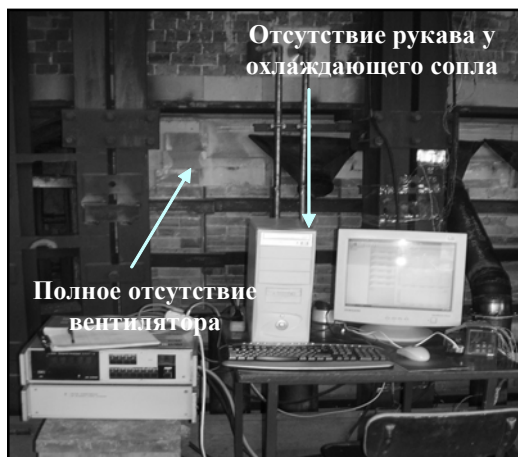 Отсутствие рукава у
охлаждающего сопла
Полное отсутствие
вентилятора